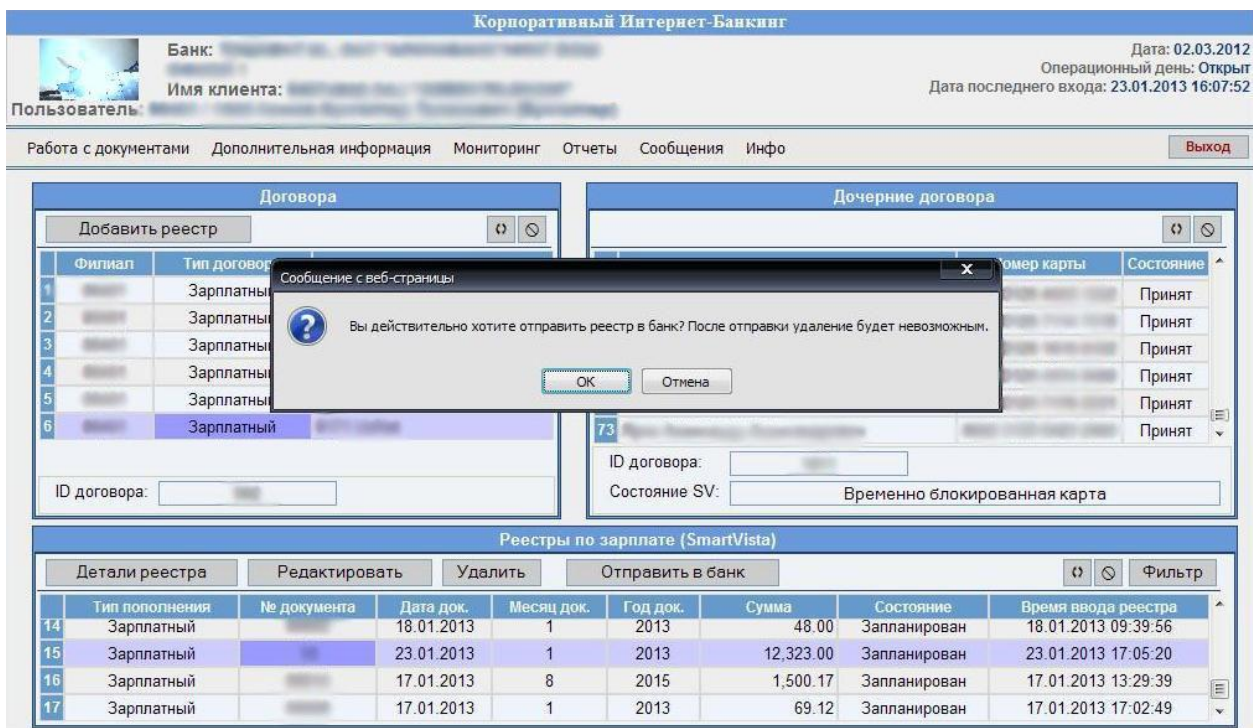 Корпоративный Интернет-Банкинг
Банк:
Имя клиента:
Пользователь:
Дата: 02.03.2012
Операционный день: Открыт
Дата последнего входа: 23.01.2013 16:07:52
Работа с документами Дополнительная информация Мониторинг Отчеты Сообщения Инфо Выход
Договора
Добавить реестр
Филиал Тип договор
1 Зарплатны
2 Зарплатны
3 Зарплатны
4 Зарплатны
5 Зарплатны
6 Зарплатный
ID договора:
Дочерние договора
омер карты Состояние
Принят
Принят
Принят
Принят
Принят
73 Принят
ID договора:
Состояние SV: Временно блокированная карта
Сообщение с веб-страницы x
Вы действительно хотите отправить реестр в банк? После отправки удаление будет невозможным.
OK Отмена
Реестры по зарплате (SmartVista)
Детали реестра Редактировать Удалить Отправить в банк Фильтр
Тип пополнения № документа Дата док. Месяц док. Год док. Сумма Состояние Время ввода реестра
14 Зарплатный 18.01.2013 1 2013 48.00 Запланирован 18.01.2013 09:39:56
15 Зарплатный 23.01.2013 1 2013 12,323.00 Запланирован 23.01.2013 17:05:20
16 Зарплатный 17.01.2013 8 2015 1,500.17 Запланирован 17.01.2013 13:29:39
17 Зарплатный 17.01.2013 1 2013 69.12 Запланирован 17.01.2013 17:02:49